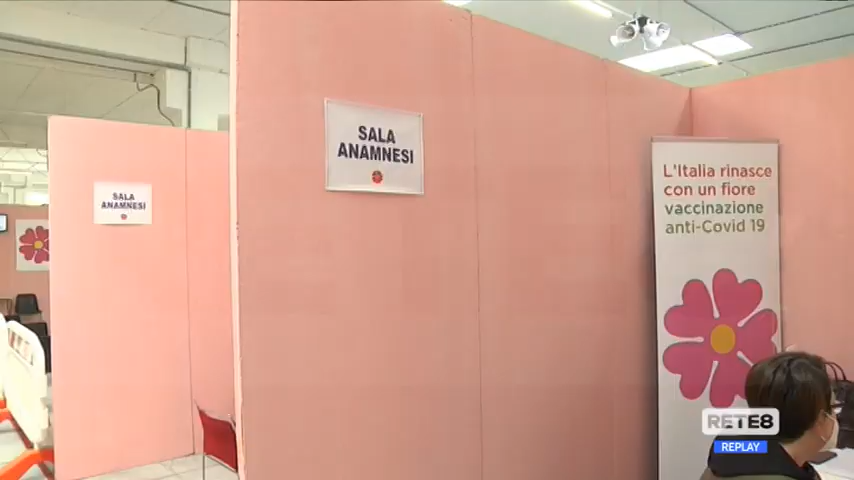 SALA
ANAMNESI
SALA
ANAMNESI
L'Italia rinasce
con un fiore
vaccinazione
anti-Covid 19
RETE8
REPLAY